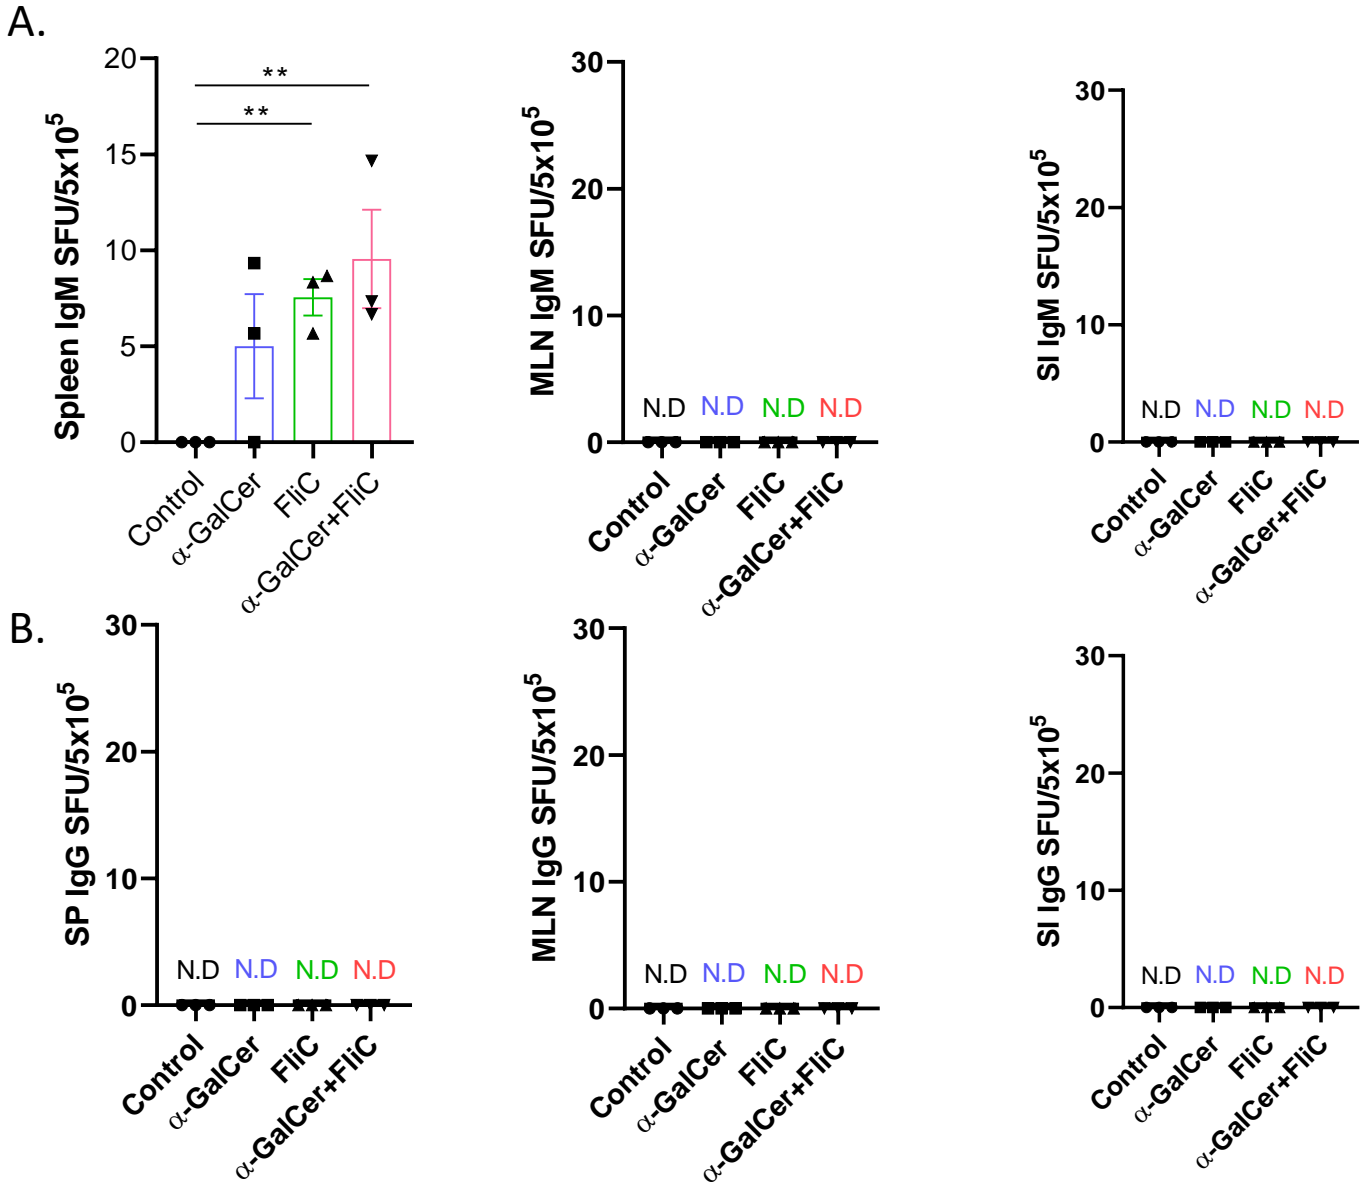 A.
Spleen IgM SFU/5x10⁵
20
15
10
5
0
**
**
Control
α-GalCer
FliC
α-GalCer+FliC
MLN IgM SFU/5x10⁵
30
20
10
0
N.D N.D N.D N.D
Control
α-GalCer
FliC
α-GalCer+FliC
SI IgM SFU/5x10⁵
30
20
10
0
N.D N.D N.D N.D
Control
α-GalCer
FliC
α-GalCer+FliC
B.
SP IgG SFU/5x10⁵
30
20
10
0
N.D N.D N.D N.D
Control
α-GalCer
FliC
α-GalCer+FliC
MLN IgG SFU/5x10⁵
30
20
10
0
N.D N.D N.D N.D
Control
α-GalCer
FliC
α-GalCer+FliC
SI IgG SFU/5x10⁵
30
20
10
0
N.D N.D N.D N.D
Control
α-GalCer
FliC
α-GalCer+FliC